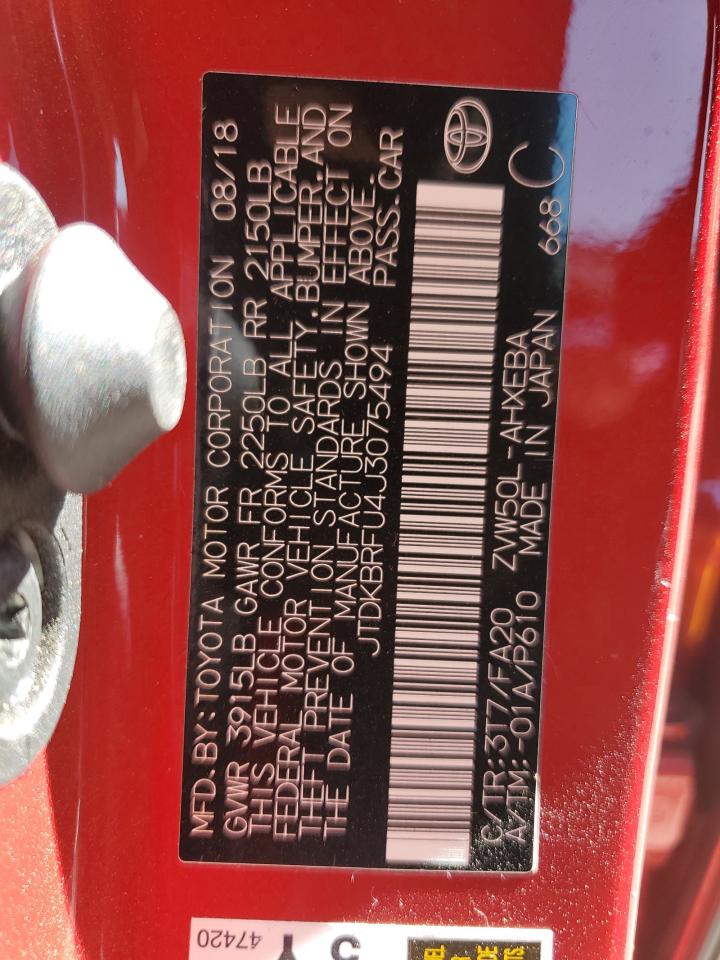 MFD. BY: TOYOTA MOTOR CORPORATION 08/18
GVWR 3915LB GAWR FR 2250LB RR 2150LB
THIS VEHICLE CONFORMS TO ALL APPLICABLE
FEDERAL MOTOR VEHICLE SAFETY, BUMPER, AND
THEFT PREVENTION STANDARDS IN EFFECT ON
THE DATE OF MANUFACTURE SHOWN ABOVE.
JTDKBRFU4J3075494 PASS. CAR
C/TR:3T7/FA20 ZVW50L-AHXEBA
A/TM:-01A/P610 MADE IN JAPAN 668 C
47420
5Y